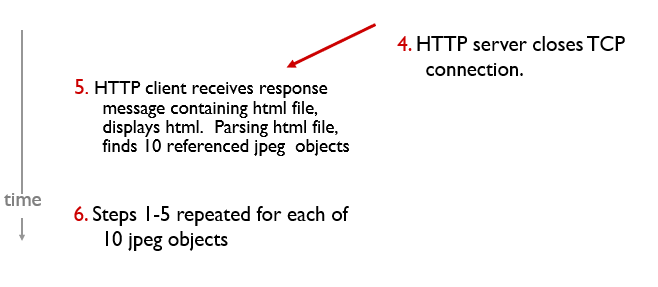 4. HTTP server closes TCP
connection.
5. HTTP client receives response
message containing html file,
displays html. Parsing html file,
finds 10 referenced jpeg objects
time
6. Steps 1-5 repeated for each of
10 jpeg objects